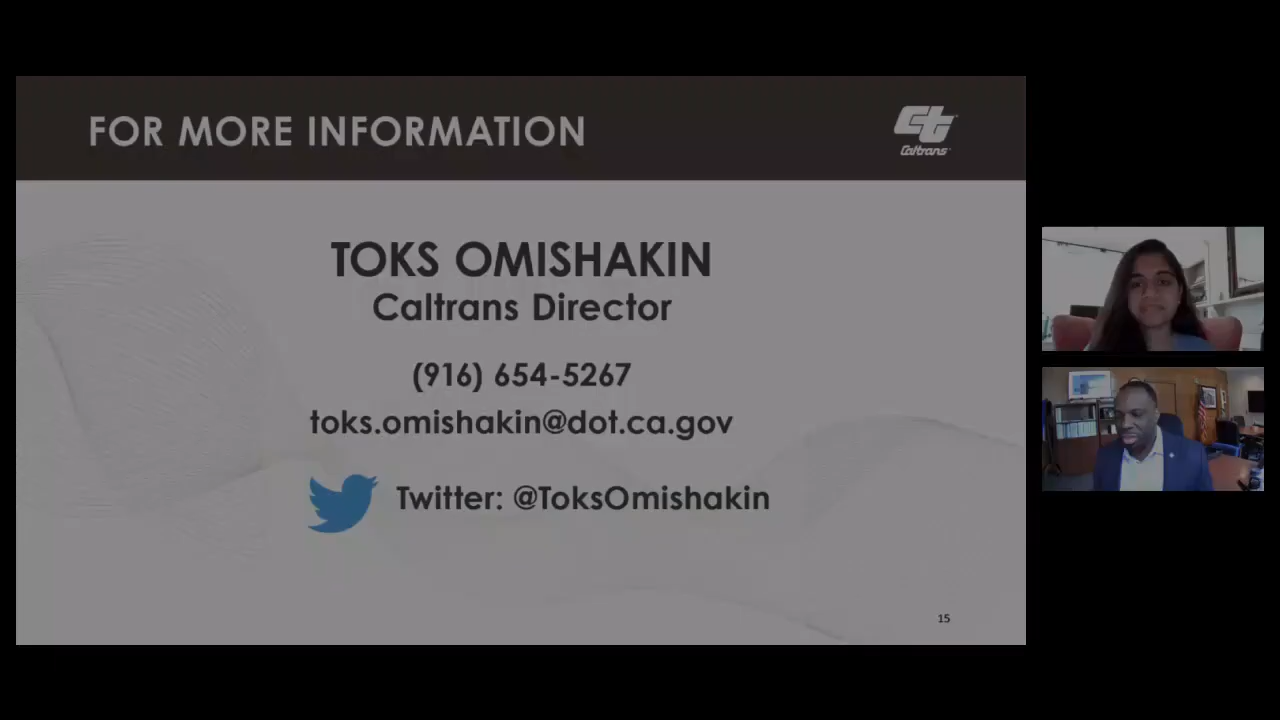 FOR MORE INFORMATION
Caltrans
TOKS OMISHAKIN
Caltrans Director
(916) 654-5267
toks.omishakin@dot.ca.gov
Twitter: @ToksOmishakin
15